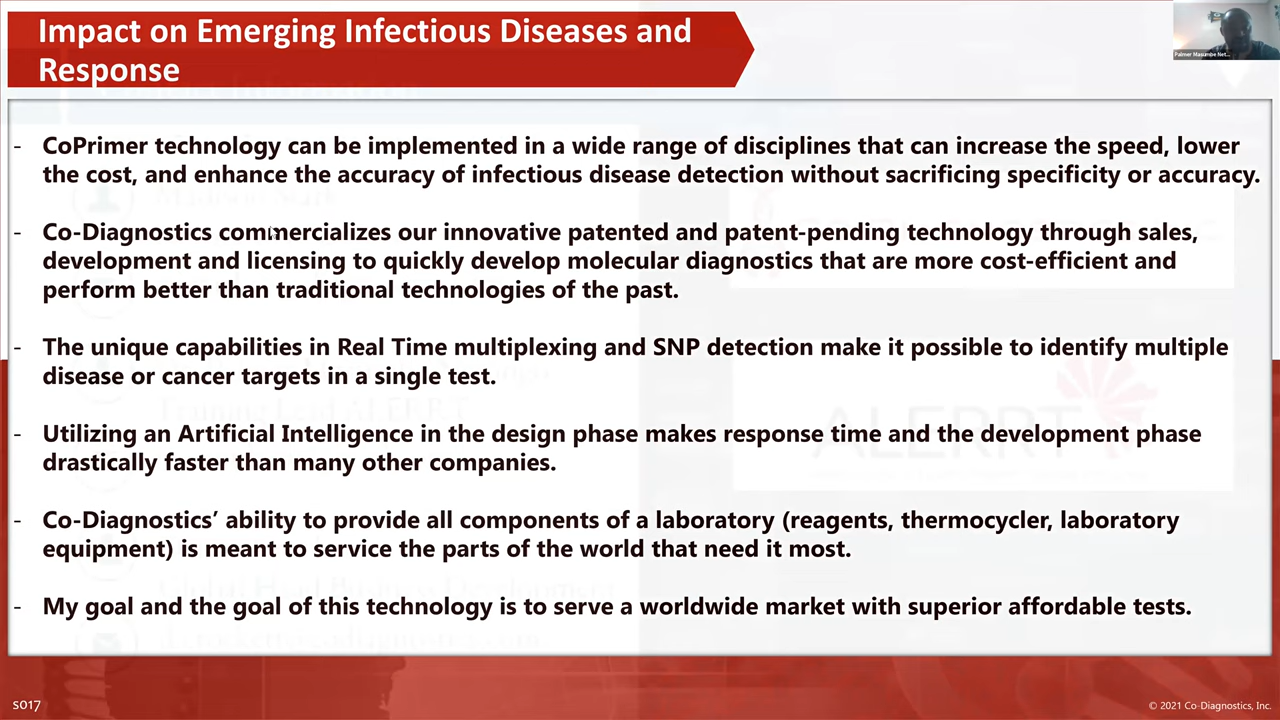 Impact on Emerging Infectious Diseases and
Response
Palmer Masumbe Net...
- CoPrimer technology can be implemented in a wide range of disciplines that can increase the speed, lower
the cost, and enhance the accuracy of infectious disease detection without sacrificing specificity or accuracy.
- Co-Diagnostics commercializes our innovative patented and patent-pending technology through sales,
development and licensing to quickly develop molecular diagnostics that are more cost-efficient and
perform better than traditional technologies of the past.
- The unique capabilities in Real Time multiplexing and SNP detection make it possible to identify multiple
disease or cancer targets in a single test.
- Utilizing an Artificial Intelligence in the design phase makes response time and the development phase
drastically faster than many other companies.
- Co-Diagnostics’ ability to provide all components of a laboratory (reagents, thermocycler, laboratory
equipment) is meant to service the parts of the world that need it most.
- My goal and the goal of this technology is to serve a worldwide market with superior affordable tests.
ALERRT
S017
© 2021 Co-Diagnostics, Inc.